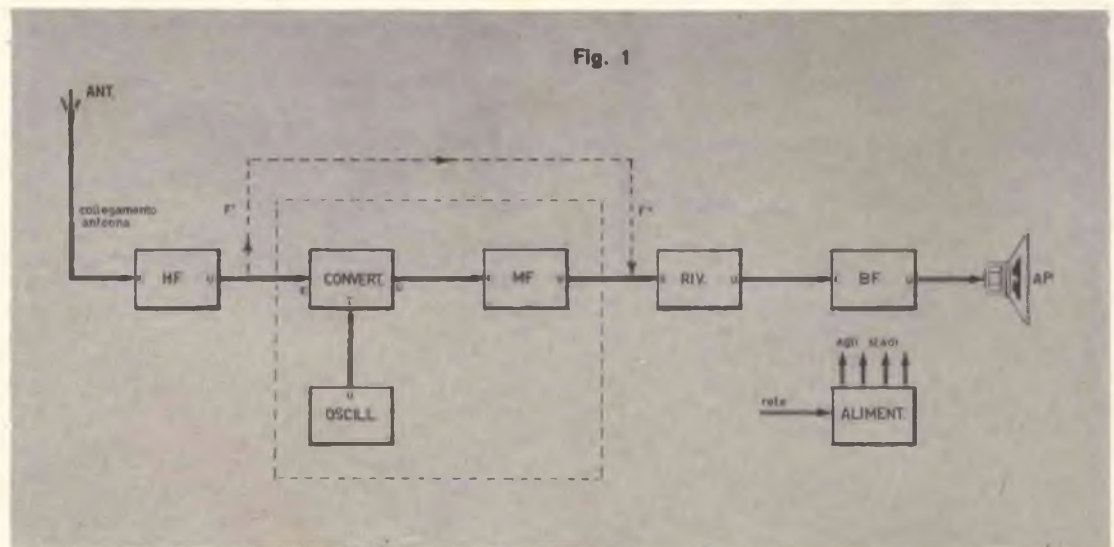 Fig. 1
ANT.
collegamento
antenna
F'
F"
HF
CONVERT.
MF
RIV.
BF
AP
OSCILL.
agli stadi
rete
ALIMENT.